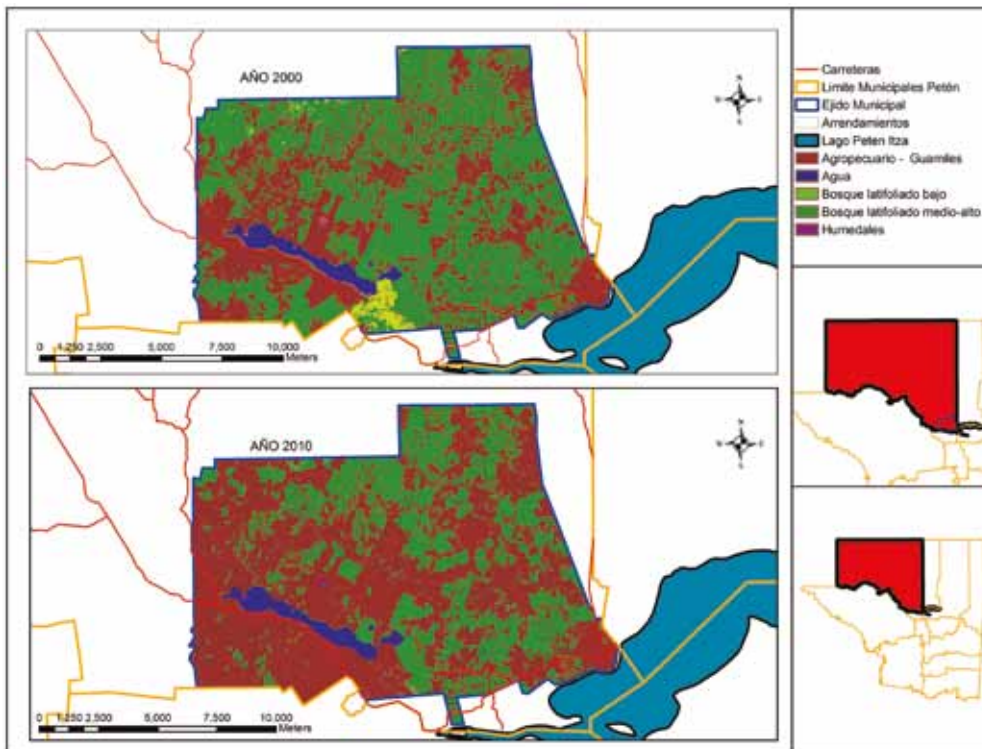 AÑO 2000
N
W E
S
0 1,250 2,500 5,000 7,500 10,000
Meters
AÑO 2010
N
W E
S
0 1,250 2,500 5,000 7,500 10,000
Meters
Carreteras
Limite Municipales Petén
Ejido Municipal
Arrendamientos
Lago Peten Itza
Agropecuario - Guamiles
Agua
Bosque latifoliado bajo
Bosque latifoliado medio-alto
Humedales